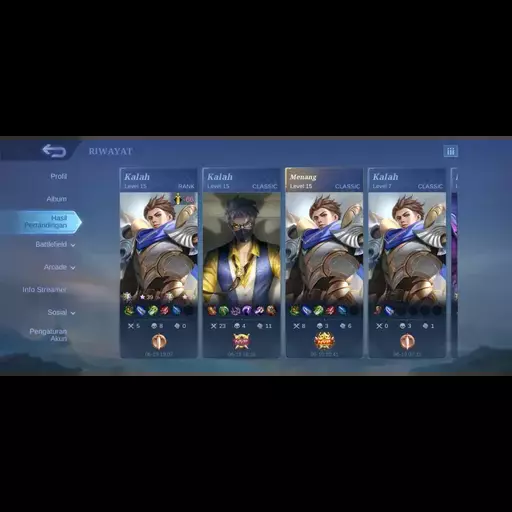 RIWAYAT
Profil
Album
Hasil
Pertandingan
Battlefield
Arcade
Info Streamer
Sosial
Pengaturan
Akun
Kalah
Level 15
RANK
5 8 0
Kalah
Level 15
CLASSIC
23 4 11
Menang
Level 15
CLASSIC
8 3 6
Kalah
Level 7
CLASSIC
0 3 1